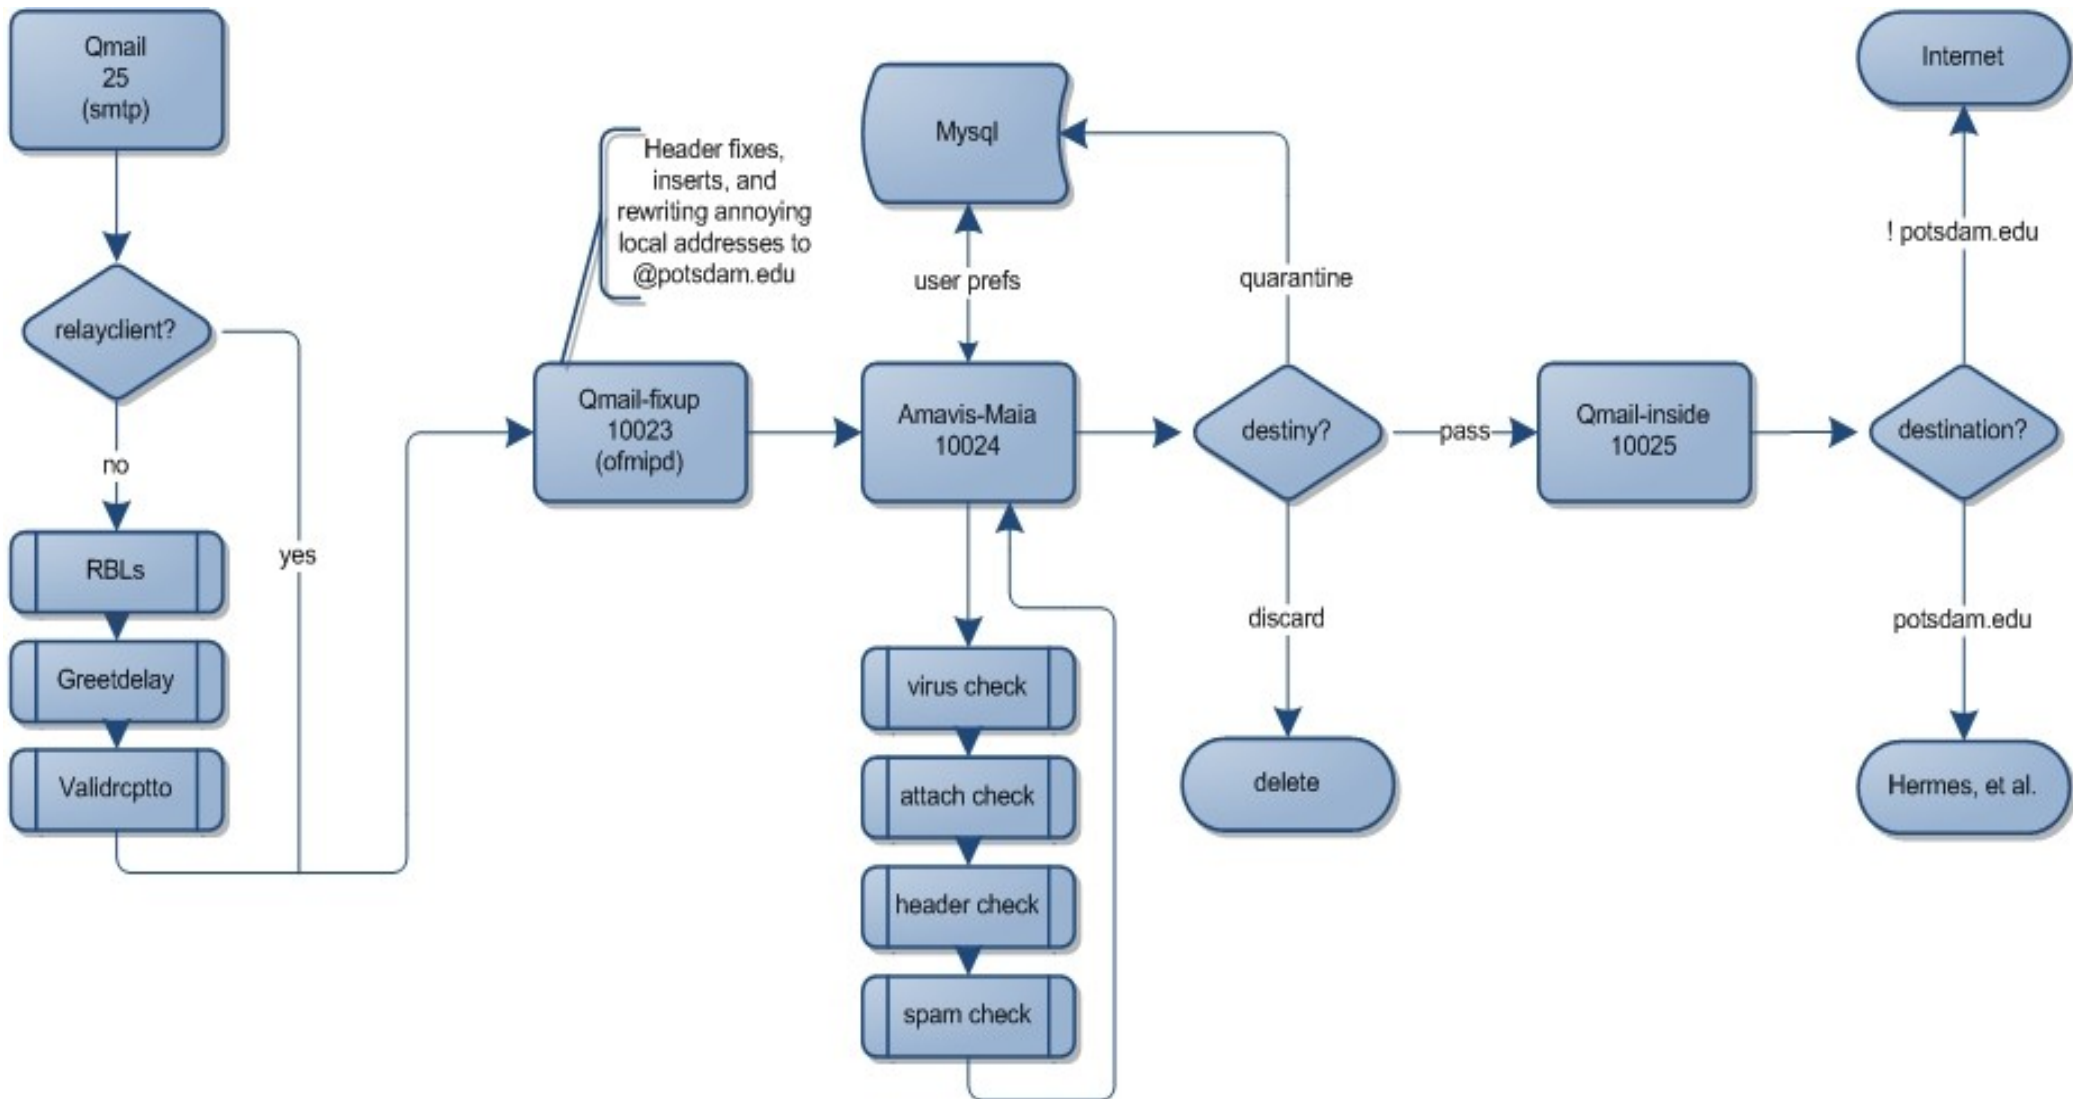 Qmail
25
(smtp)
relayclient?
no
yes
RBLs
Greetdelay
Validrcptto
Header fixes,
inserts, and
rewriting annoying
local addresses to
@potsdam.edu
Qmail-fixup
10023
(ofmipd)
Mysql
user prefs
Amavis-Maia
10024
virus check
attach check
header check
spam check
quarantine
destiny?
pass
discard
delete
Qmail-inside
10025
Internet
! potsdam.edu
destination?
potsdam.edu
Hermes, et al.